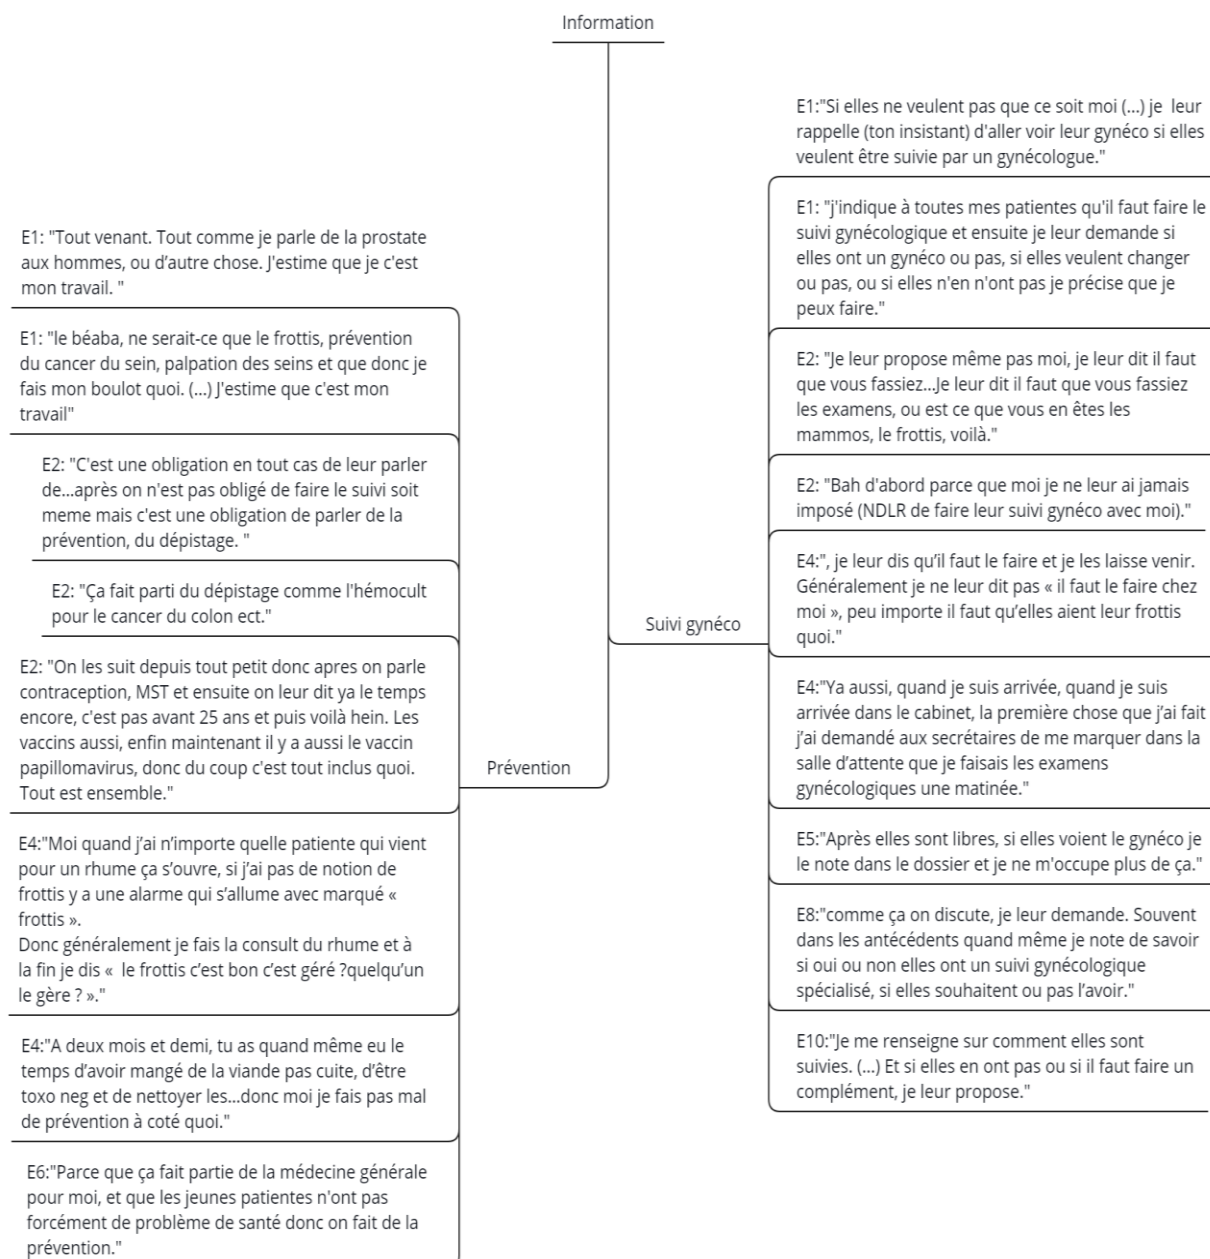 Information
E1: "Tout venant. Tout comme je parle de la prostate
aux hommes, ou d'autre chose. J'estime que je c'est
mon travail. "
E1: "le béaba, ne serait-ce que le frottis, prévention
du cancer du sein, palpation des seins et que donc je
fais mon boulot quoi. (...) J'estime que c'est mon
travail"
E2: "C'est une obligation en tout cas de leur parler
de...après on n'est pas obligé de faire le suivi soit
meme mais c'est une obligation de parler de la
prévention, du dépistage. "
E2: "Ça fait parti du dépistage comme l'hémocult
pour le cancer du colon ect."
E2: "On les suit depuis tout petit donc apres on parle
contraception, MST et ensuite on leur dit ya le temps
encore, c'est pas avant 25 ans et puis voilà hein. Les
vaccins aussi, enfin maintenant il y a aussi le vaccin
papillomavirus, donc du coup c'est tout inclus quoi.
Tout est ensemble."
E4:"Moi quand j'ai n'importe quelle patiente qui vient
pour un rhume ça s'ouvre, si j'ai pas de notion de
frottis y a une alarme qui s'allume avec marqué «
frottis ».
Donc généralement je fais la consult du rhume et à
la fin je dis «  le frottis c'est bon c'est géré ?quelqu'un
le gère ? »."
E4:"A deux mois et demi, tu as quand même eu le
temps d'avoir mangé de la viande pas cuite, d'être
toxo neg et de nettoyer les...donc moi je fais pas mal
de prévention à coté quoi."
E6:"Parce que ça fait partie de la médecine générale
pour moi, et que les jeunes patientes n'ont pas
forcément de problème de santé donc on fait de la
prévention."
Prévention
Suivi gynéco
E1:"Si elles ne veulent pas que ce soit moi (...) je  leur
rappelle (ton insistant) d'aller voir leur gynéco si elles
veulent être suivie par un gynécologue."
E1: "j'indique à toutes mes patientes qu'il faut faire le
suivi gynécologique et ensuite je leur demande si
elles ont un gynéco ou pas, si elles veulent changer
ou pas, ou si elles n'en n'ont pas je précise que je
peux faire."
E2: "Je leur propose même pas moi, je leur dit il faut
que vous fassiez...Je leur dit il faut que vous fassiez
les examens, ou est ce que vous en êtes les
mammos, le frottis, voilà."
E2: "Bah d'abord parce que moi je ne leur ai jamais
imposé (NDLR de faire leur suivi gynéco avec moi)."
E4:", je leur dis qu'il faut le faire et je les laisse venir.
Généralement je ne leur dit pas « il faut le faire chez
moi », peu importe il faut qu'elles aient leur frottis
quoi."
E4:"Ya aussi, quand je suis arrivée, quand je suis
arrivée dans le cabinet, la première chose que j'ai fait
j'ai demandé aux secrétaires de me marquer dans la
salle d'attente que je faisais les examens
gynécologiques une matinée."
E5:"Après elles sont libres, si elles voient le gynéco je
le note dans le dossier et je ne m'occupe plus de ça."
E8:"comme ça on discute, je leur demande. Souvent
dans les antécédents quand même je note de savoir
si oui ou non elles ont un suivi gynécologique
spécialisé, si elles souhaitent ou pas l'avoir."
E10:"Je me renseigne sur comment elles sont
suivies. (...) Et si elles en ont pas ou si il faut faire un
complément, je leur propose."